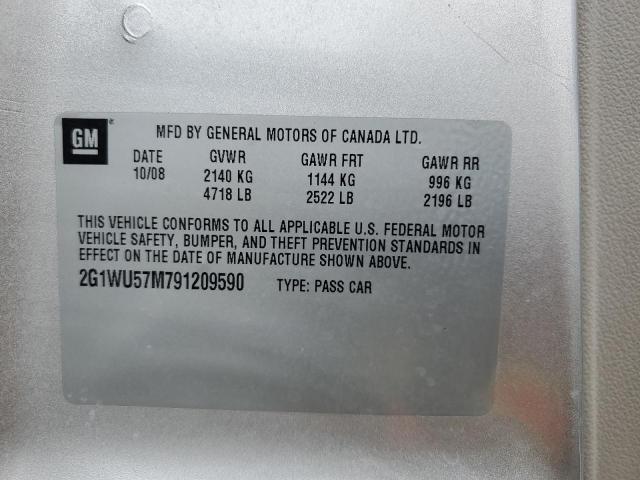 GM
MFD BY GENERAL MOTORS OF CANADA LTD.
DATE GVWR GAWR FRT GAWR RR
10/08 2140 KG 1144 KG 996 KG
4718 LB 2522 LB 2196 LB
THIS VEHICLE CONFORMS TO ALL APPLICABLE U.S. FEDERAL MOTOR
VEHICLE SAFETY, BUMPER, AND THEFT PREVENTION STANDARDS IN
EFFECT ON THE DATE OF MANUFACTURE SHOWN ABOVE.
2G1WU57M791209590 TYPE: PASS CAR